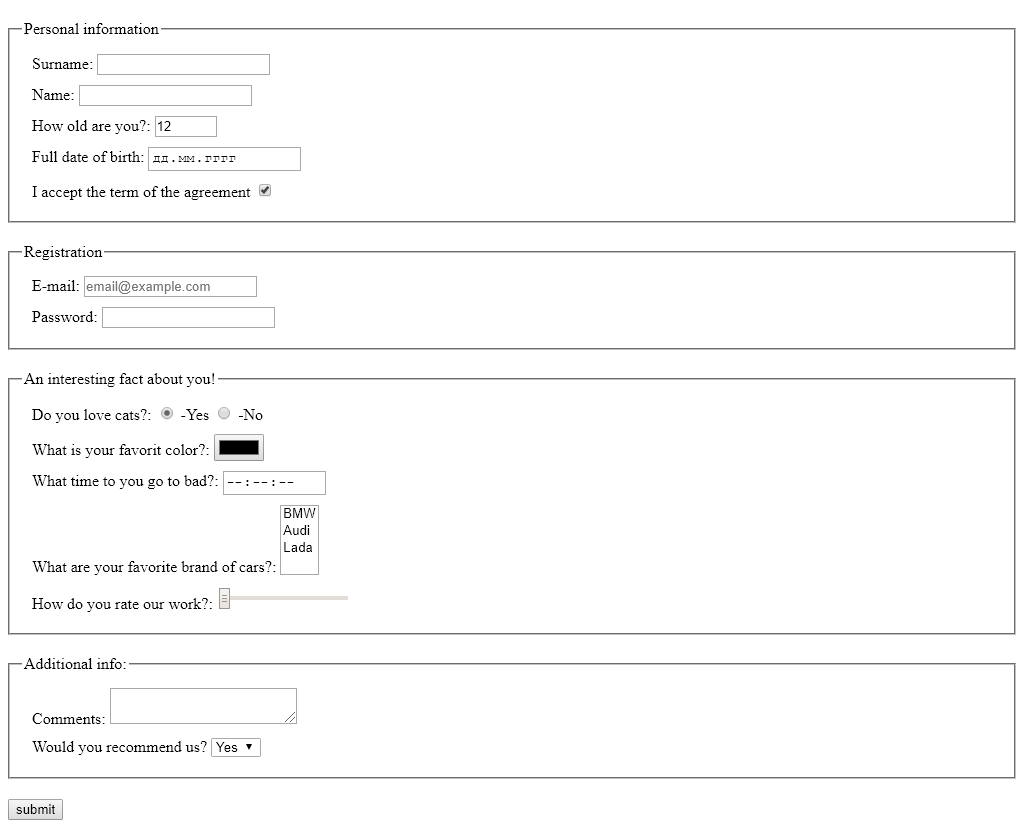 Personal information
Surname:
Name:
How old are you?: 12
Full date of birth: дд.мм.гггг
I accept the term of the agreement
Registration
E-mail: email@example.com
Password:
An interesting fact about you!
Do you love cats?: -Yes -No
What is your favorit color?:
What time to you go to bad?: --:--:--
BMW
Audi
Lada
What are your favorite brand of cars?:
How do you rate our work?:
Additional info:
Comments:
Would you recommend us? Yes
submit